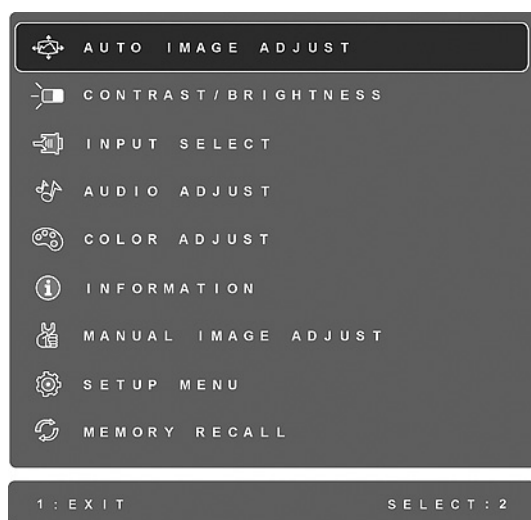 AUTO IMAGE ADJUST
CONTRAST/BRIGHTNESS
INPUT SELECT
AUDIO ADJUST
COLOR ADJUST
INFORMATION
MANUAL IMAGE ADJUST
SETUP MENU
MEMORY RECALL
1:EXIT SELECT:2